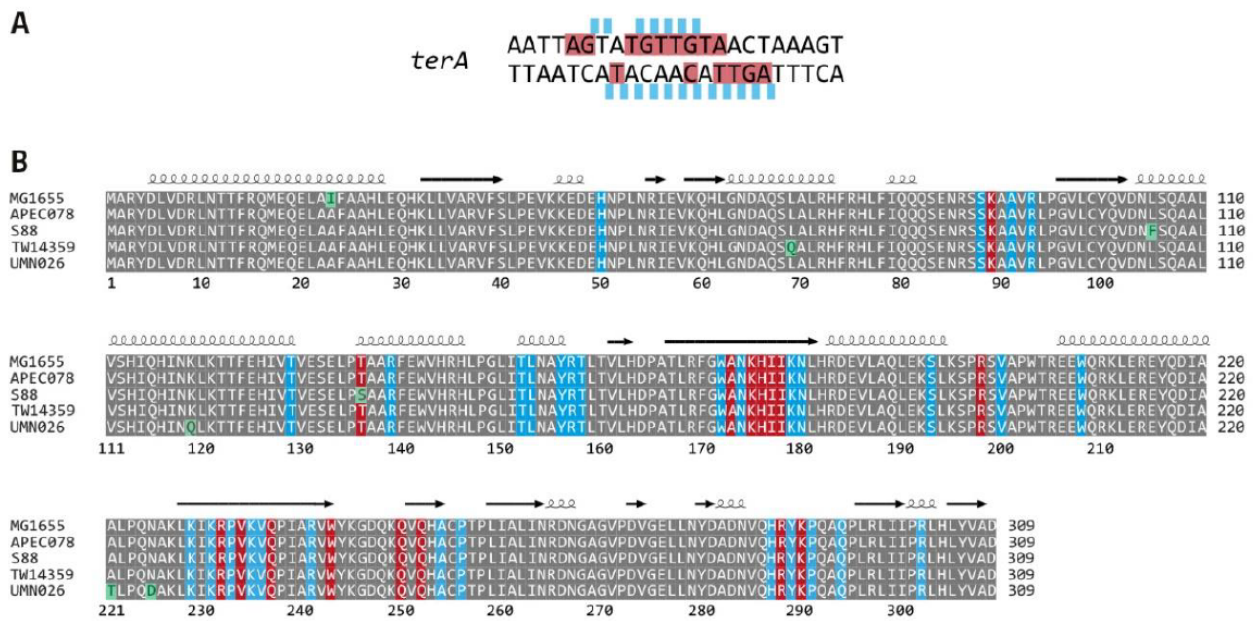 A
terA
AATTAGTATGTTGTAACTAAAGT
TTAATCATACAACATTGATTTCA
B
MG1655 MARYDLVDRLNTTFRQMEQELAIFAAHLEQHKLLVARVFSLPEVKKEDEHNPLNRIEVKQHLGNDAQSLALRHFRHLFIQQQSENRSSKAAVRLPGVLCYQVDNLSQAAL 110
APEC078 MARYDLVDRLNTTFRQMEQELAAFAAHLEQHKLLVARVFSLPEVKKEDEHNPLNRIEVKQHLGNDAQSLALRHFRHLFIQQQSENRSSKAAVRLPGVLCYQVDNLSQAAL 110
S88 MARYDLVDRLNTTFRQMEQELAAFAAHLEQHKLLVARVFSLPEVKKEDEHNPLNRIEVKQHLGNDAQSLALRHFRHLFIQQQSENRSSKAAVRLPGVLCYQVDNFSQAAL 110
TW14359 MARYDLVDRLNTTFRQMEQELAAFAAHLEQHKLLVARVFSLPEVKKEDEHNPLNRIEVKQHLGNDAQSQALRHFRHLFIQQQSENRSSKAAVRLPGVLCYQVDNLSQAAL 110
UMN026 MARYDLVDRLNTTFRQMEQELAAFAAHLEQHKLLVARVFSLPEVKKEDEHNPLNRIEVKQHLGNDAQSLALRHFRHLFIQQQSENRSSKAAVRLPGVLCYQVDNLSQAAL 110
1 10 20 30 40 50 60 70 80 90 100
MG1655 VSHIQHINKLKTTFEHIVTVESELPTAARFEWVHRHLPGLITLNAYRTLTVLHDPATLRFGWANKHIIKNLHRDEVLAQLEKSLKSPRSVAPWTREEWQRKLEREYQDIA 220
APEC078 VSHIQHINKLKTTFEHIVTVESELPTAARFEWVHRHLPGLITLNAYRTLTVLHDPATLRFGWANKHIIKNLHRDEVLAQLEKSLKSPRSVAPWTREEWQRKLEREYQDIA 220
S88 VSHIQHINKLKTTFEHIVTVESELPSAARFEWVHRHLPGLITLNAYRTLTVLHDPATLRFGWANKHIIKNLHRDEVLAQLEKSLKSPRSVAPWTREEWQRKLEREYQDIA 220
TW14359 VSHIQHINKLKTTFEHIVTVESELPTAARFEWVHRHLPGLITLNAYRTLTVLHDPATLRFGWANKHIIKNLHRDEVLAQLEKSLKSPRSVAPWTREEWQRKLEREYQDIA 220
UMN026 VSHIQHINQLKTTFEHIVTVESELPTAARFEWVHRHLPGLITLNAYRTLTVLHDPATLRFGWANKHIIKNLHRDEVLAQLEKSLKSPRSVAPWTREEWQRKLEREYQDIA 220
111 120 130 140 150 160 170 180 190 200 210
MG1655 ALPQNAKLKIKRPVKVQPIARVWYKGDQKQVQHACPTPLIALINRDNGAGVPDVGELLNYDADNVQHRYKPQAQPLRLIIPRLHLYVAD 309
APEC078 ALPQNAKLKIKRPVKVQPIARVWYKGDQKQVQHACPTPLIALINRDNGAGVPDVGELLNYDADNVQHRYKPQAQPLRLIIPRLHLYVAD 309
S88 ALPQNAKLKIKRPVKVQPIARVWYKGDQKQVQHACPTPLIALINRDNGAGVPDVGELLNYDADNVQHRYKPQAQPLRLIIPRLHLYVAD 309
TW14359 ALPQNAKLKIKRPVKVQPIARVWYKGDQKQVQHACPTPLIALINRDNGAGVPDVGELLNYDADNVQHRYKPQAQPLRLIIPRLHLYVAD 309
UMN026 TLPQDAKLKIKRPVKVQPIARVWYKGDQKQVQHACPTPLIALINRDNGAGVPDVGELLNYDADNVQHRYKPQAQPLRLIIPRLHLYVAD 309
221 230 240 250 260 270 280 290 300